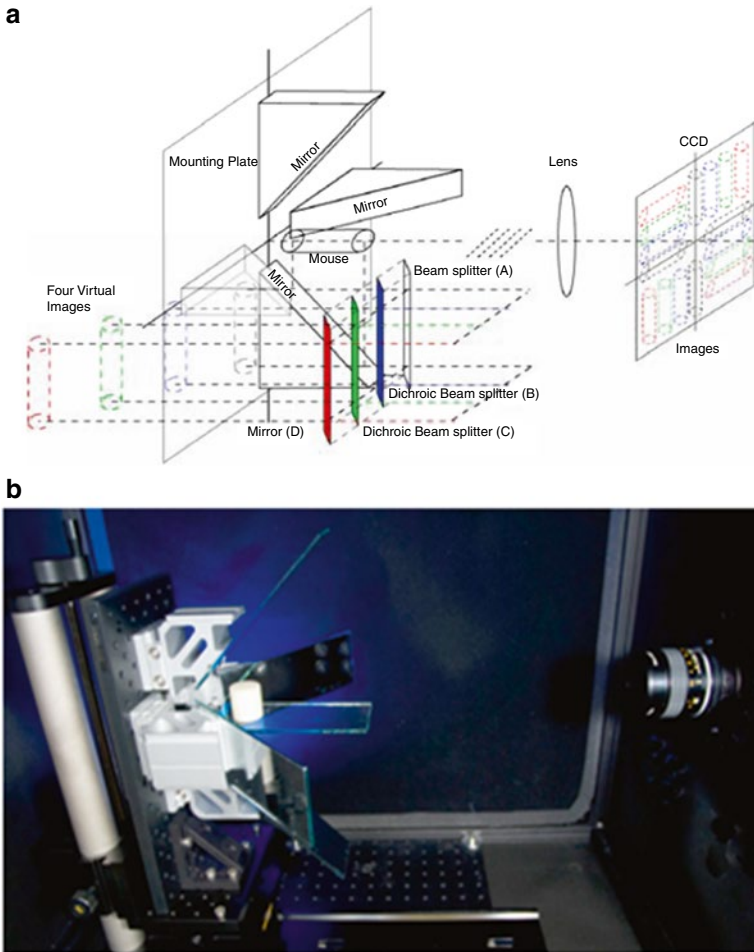 a
Mounting Plate
Mirror
Mirror
Mouse
Lens
CCD
Mirror
Beam splitter (A)
Four Virtual
Images
Images
Dichroic Beam splitter (B)
Mirror (D)
Dichroic Beam splitter (C)
b